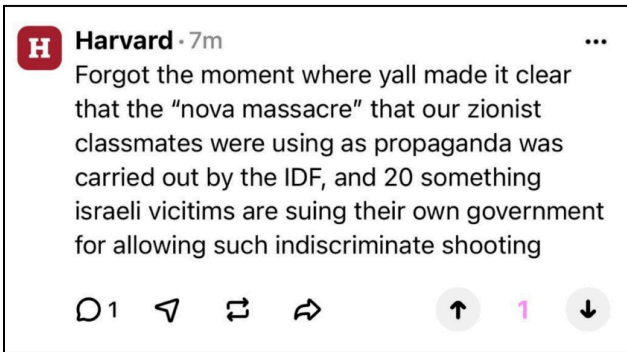 H Harvard · 7m
Forgot the moment where yall made it clear
that the “nova massacre” that our zionist
classmates were using as propaganda was
carried out by the IDF, and 20 something
israeli vicitims are suing their own government
for allowing such indiscriminate shooting
1 1